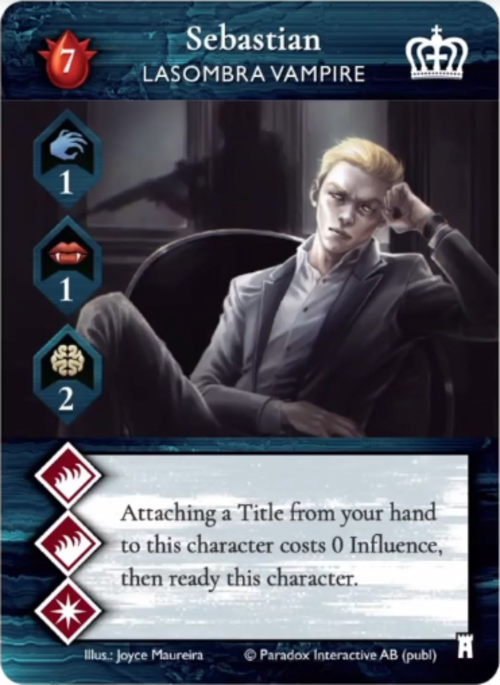 7
Sebastian
LASOMBRA VAMPIRE
1
1
2
Attaching a Title from your hand
to this character costs 0 Influence,
then ready this character.
Illus.: Joyce Maureira © Paradox Interactive AB (publ)